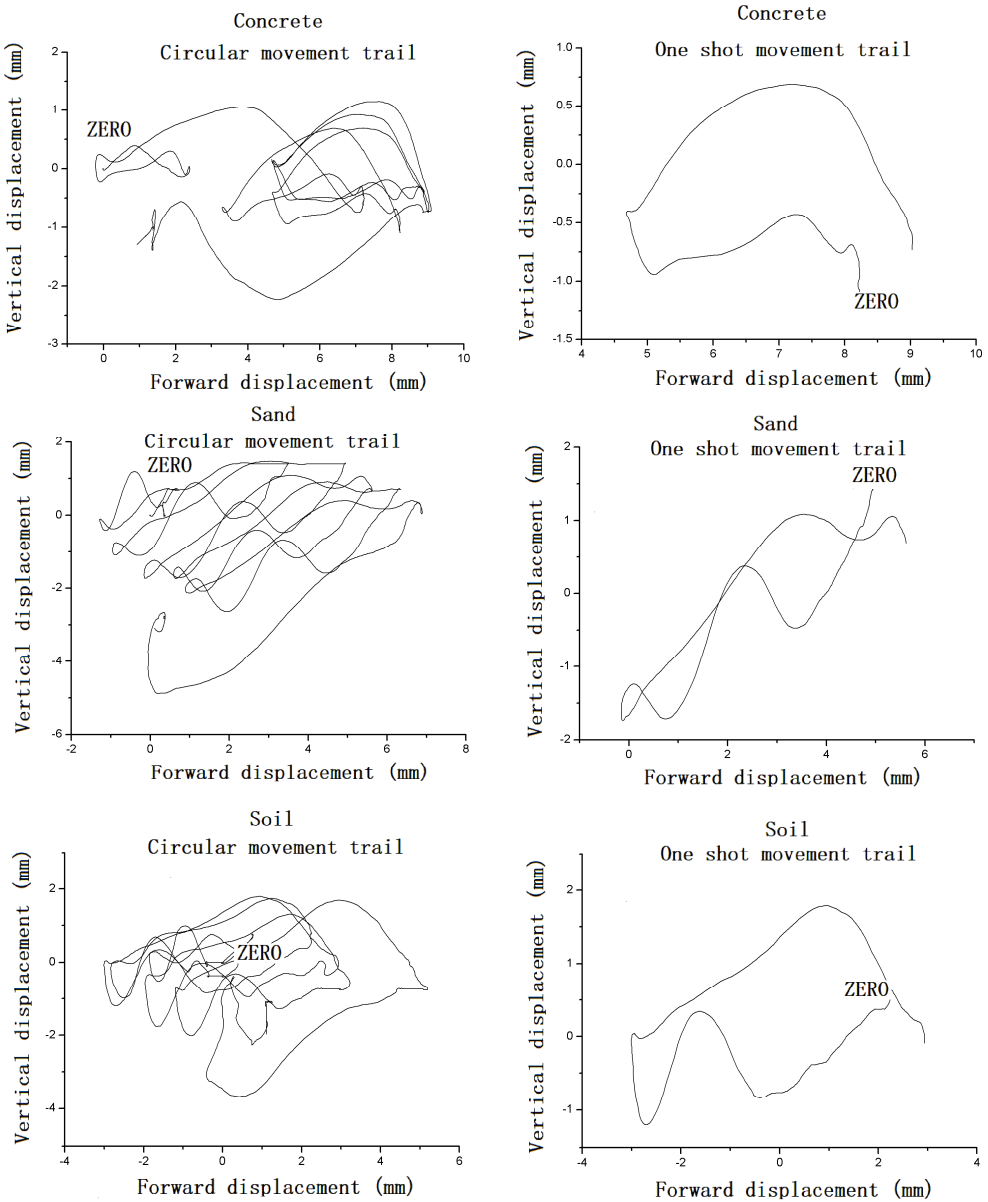 Concrete
Circular movement trail
Vertical displacement (mm)
2
1
0
-1
-2
-3
ZERO
0
2
4
6
8
10
Forward displacement (mm)
Concrete
One shot movement trail
Vertical displacement (mm)
1.0
0.5
0.0
-0.5
-1.0
-1.5
ZERO
4
5
6
7
8
9
10
Forward displacement (mm)
Sand
Circular movement trail
Vertical displacement (mm)
2
0
-2
-4
-6
ZERO
-2
0
2
4
6
8
Forward displacement (mm)
Sand
One shot movement trail
Vertical displacement (mm)
2
1
0
-1
-2
ZERO
0
2
4
6
Forward displacement (mm)
Soil
Circular movement trail
Vertical displacement (mm)
2
0
-2
-4
ZERO
-4
-2
0
2
4
6
Forward displacement (mm)
Soil
One shot movement trail
Vertical displacement (mm)
2
1
0
-1
ZERO
-4
-2
0
2
4
Forward displacement (mm)